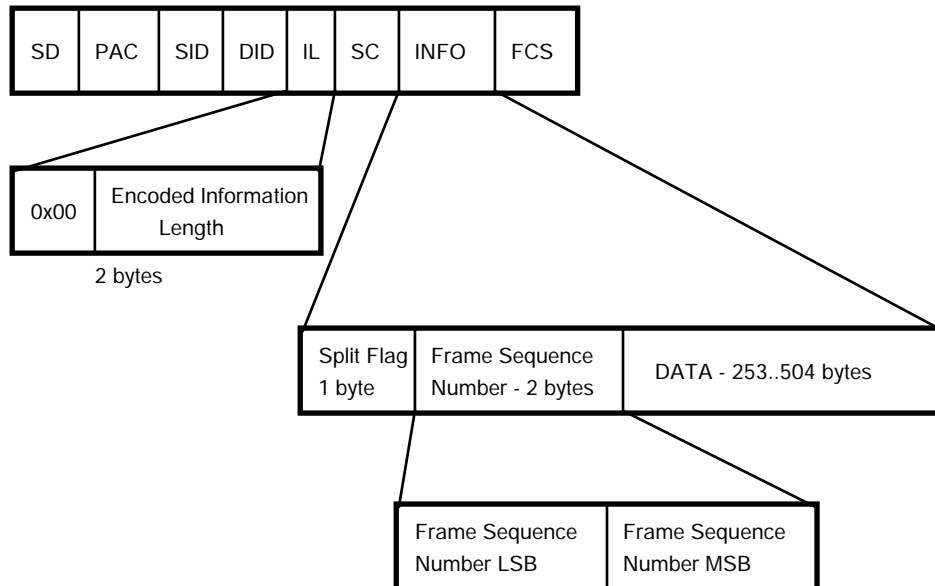 SD PAC SID DID IL SC INFO FCS
0x00
Encoded Information
Length
2 bytes
Split Flag
1 byte
Frame Sequence
Number - 2 bytes
DATA - 253..504 bytes
Frame Sequence
Number LSB
Frame Sequence
Number MSB